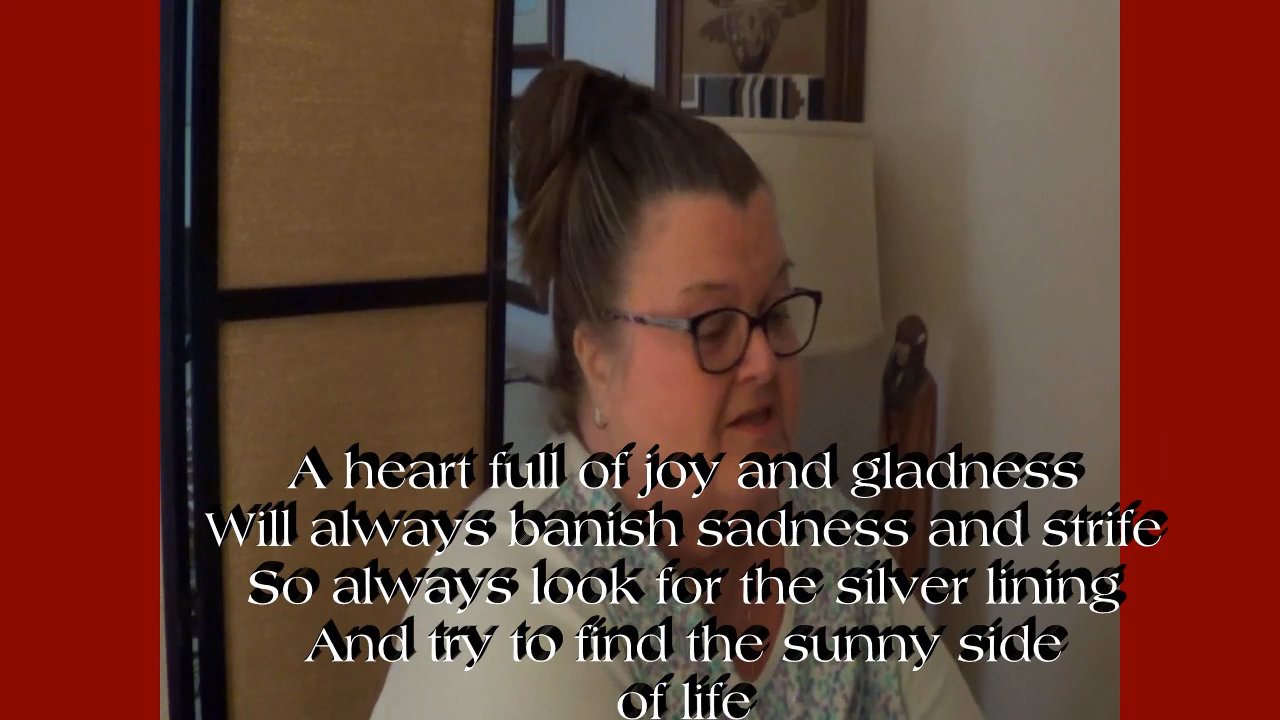 A heart full of joy and gladness
Will always banish sadness and strife
So always look for the silver lining
And try to find the sunny side
of life